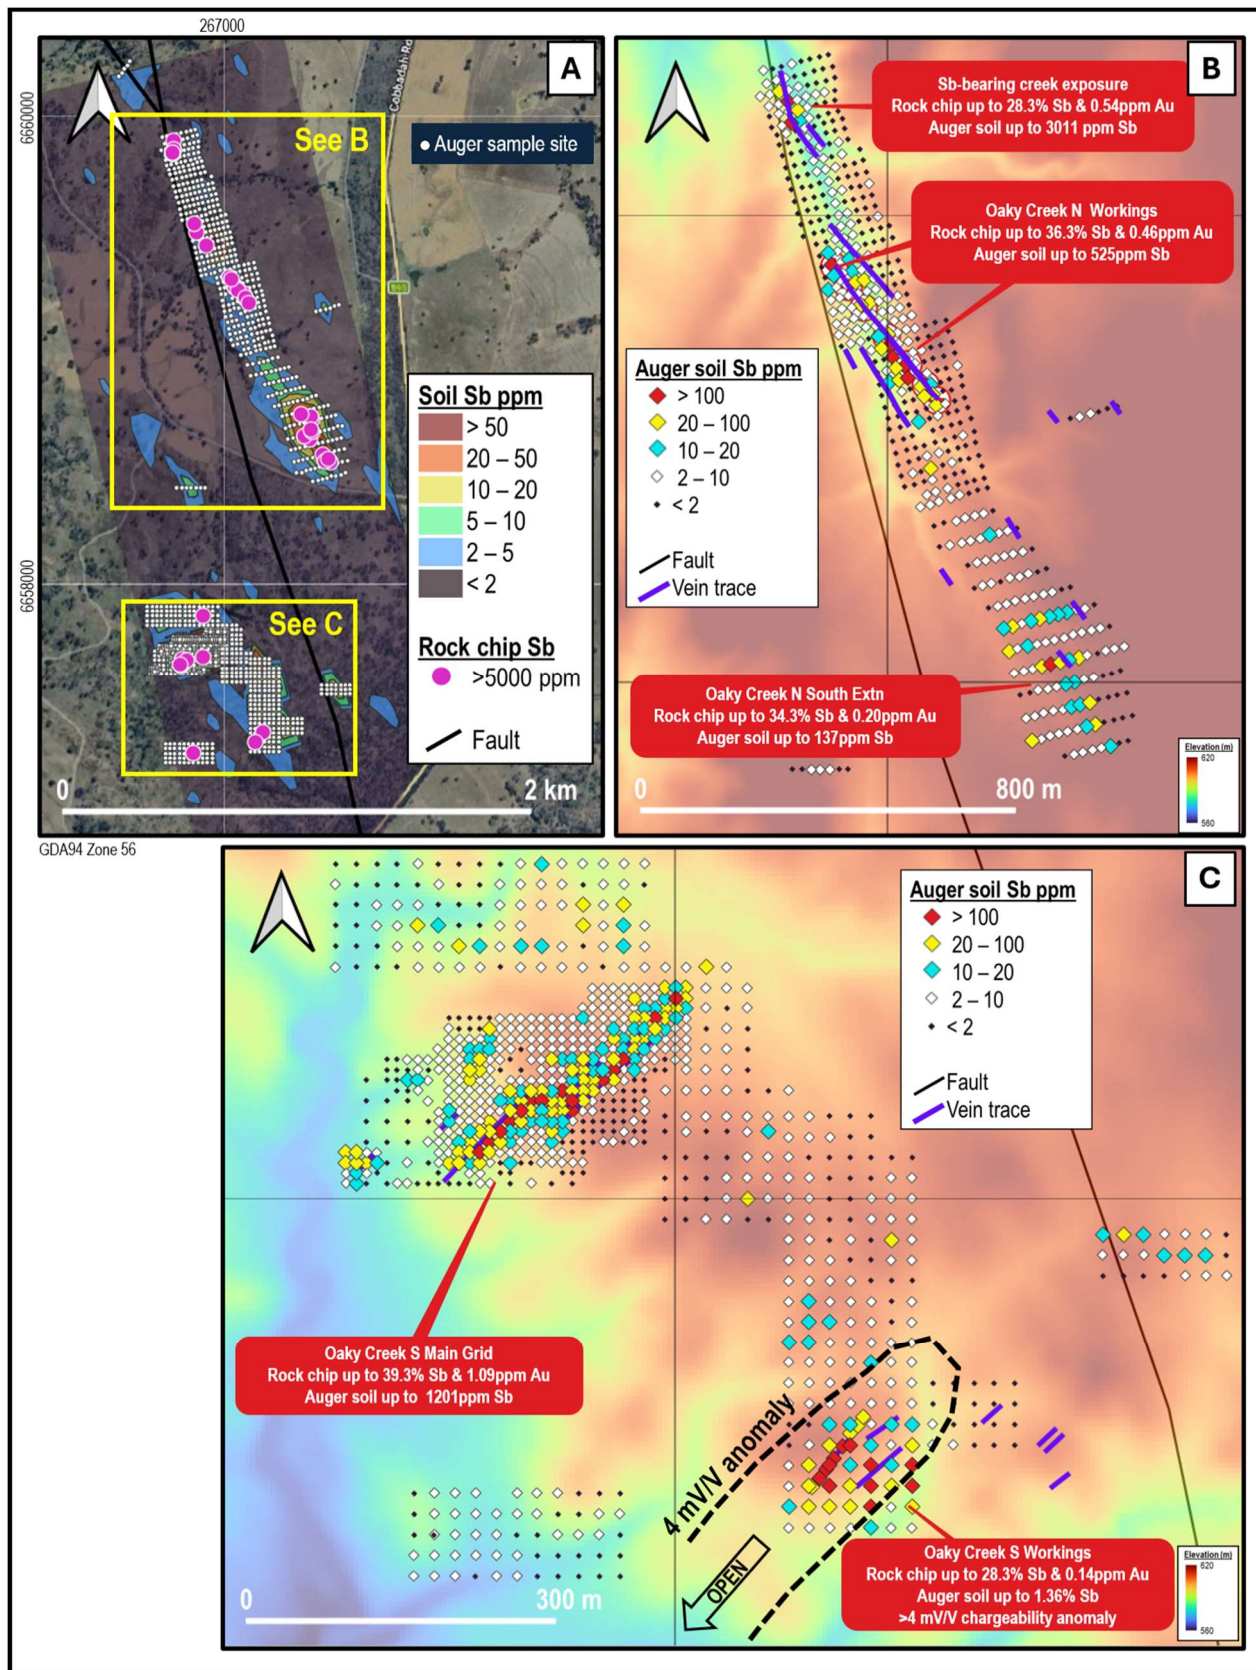 267000
6660000
6658000
A
Cobbadah Rd
See B
Auger sample site
B95
Soil Sb ppm
> 50
20 – 50
10 – 20
5 – 10
2 – 5
< 2
Rock chip Sb
>5000 ppm
Fault
See C
0
2 km
GDA94 Zone 56
B
Sb-bearing creek exposure
Rock chip up to 28.3% Sb & 0.54ppm Au
Auger soil up to 3011 ppm Sb
Oaky Creek N Workings
Rock chip up to 36.3% Sb & 0.46ppm Au
Auger soil up to 525ppm Sb
Auger soil Sb ppm
> 100
20 – 100
10 – 20
2 – 10
< 2
Fault
Vein trace
Oaky Creek N South Extn
Rock chip up to 34.3% Sb & 0.20ppm Au
Auger soil up to 137ppm Sb
0
800 m
Elevation (m)
620
560
C
Auger soil Sb ppm
> 100
20 – 100
10 – 20
2 – 10
< 2
Fault
Vein trace
Oaky Creek S Main Grid
Rock chip up to 39.3% Sb & 1.09ppm Au
Auger soil up to 1201ppm Sb
4 mV/V anomaly
OPEN
Oaky Creek S Workings
Rock chip up to 28.3% Sb & 0.14ppm Au
Auger soil up to 1.36% Sb
>4 mV/V chargeability anomaly
0
300 m
Elevation (m)
620
560